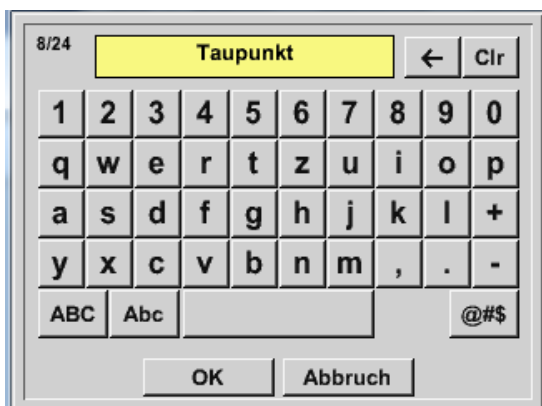 8/24 Taupunkt ← Clr
1 2 3 4 5 6 7 8 9 0
q w e r t z u i o p
a s d f g h j k l +
y x c v b n m , . -
ABC Abc @#$
OK Abbruch